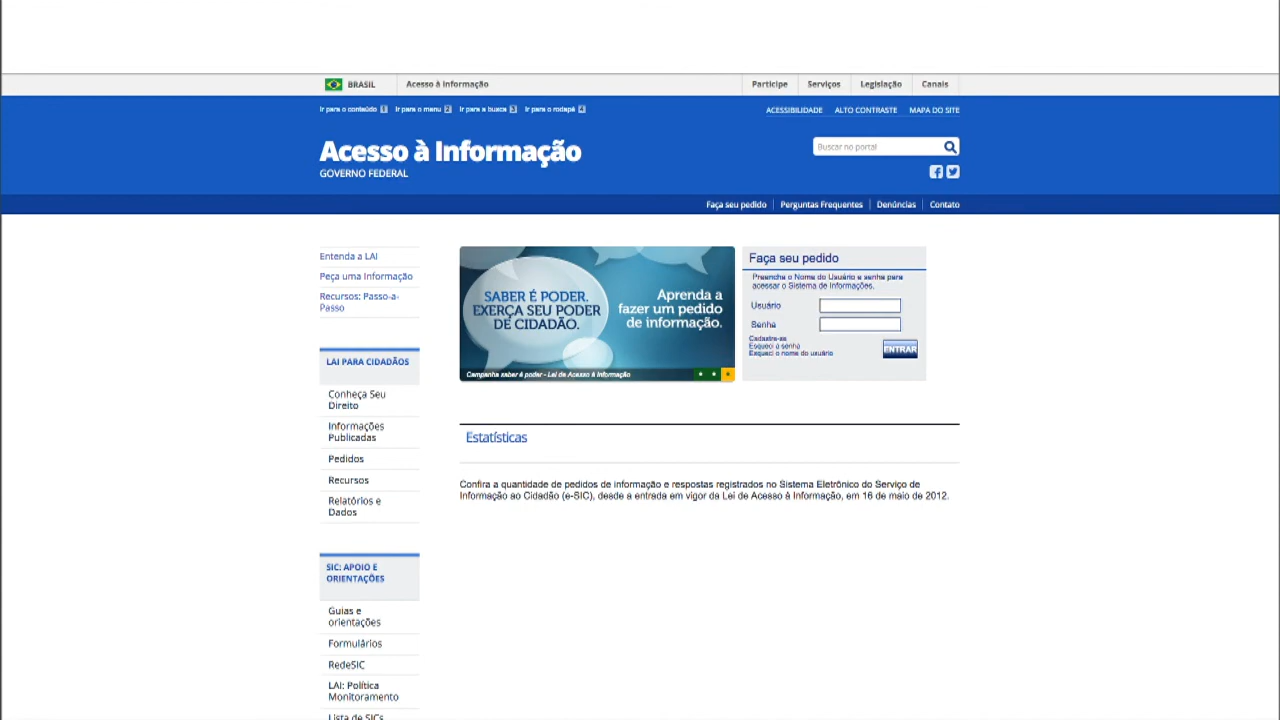 BRASIL
Acesso à informação
Participe
Serviços
Legislação
Canais
Ir para o conteúdo 1
Ir para o menu 2
Ir para a busca 3
Ir para o rodapé 4
ACESSIBILIDADE
ALTO CONTRASTE
MAPA DO SITE
Acesso à Informação
GOVERNO FEDERAL
Buscar no portal
Faça seu pedido
Perguntas Frequentes
Denúncias
Contato
Entenda a LAI
Peça uma Informação
Recursos: Passo-a-
Passo
LAI PARA CIDADÃOS
Conheça Seu
Direito
Informações
Publicadas
Pedidos
Recursos
Relatórios e
Dados
SIC: APOIO E
ORIENTAÇÕES
Guias e
orientações
Formulários
RedeSIC
LAI: Política
Monitoramento
Lista de SICs
SABER É PODER.
EXERÇA SEU PODER
DE CIDADÃO.
Aprenda a
fazer um pedido
de informação.
Campanha saber é poder - Lei de Acesso à Informação
Faça seu pedido
Preencha o Nome do Usuário e senha para
acessar o Sistema de Informações.
Usuário
Senha
Cadastre-se
Esqueci a senha
Esqueci o nome do usuário
ENTRAR
Estatísticas
Confira a quantidade de pedidos de informação e respostas registrados no Sistema Eletrônico do Serviço de
Informação ao Cidadão (e-SIC), desde a entrada em vigor da Lei de Acesso à Informação, em 16 de maio de 2012.